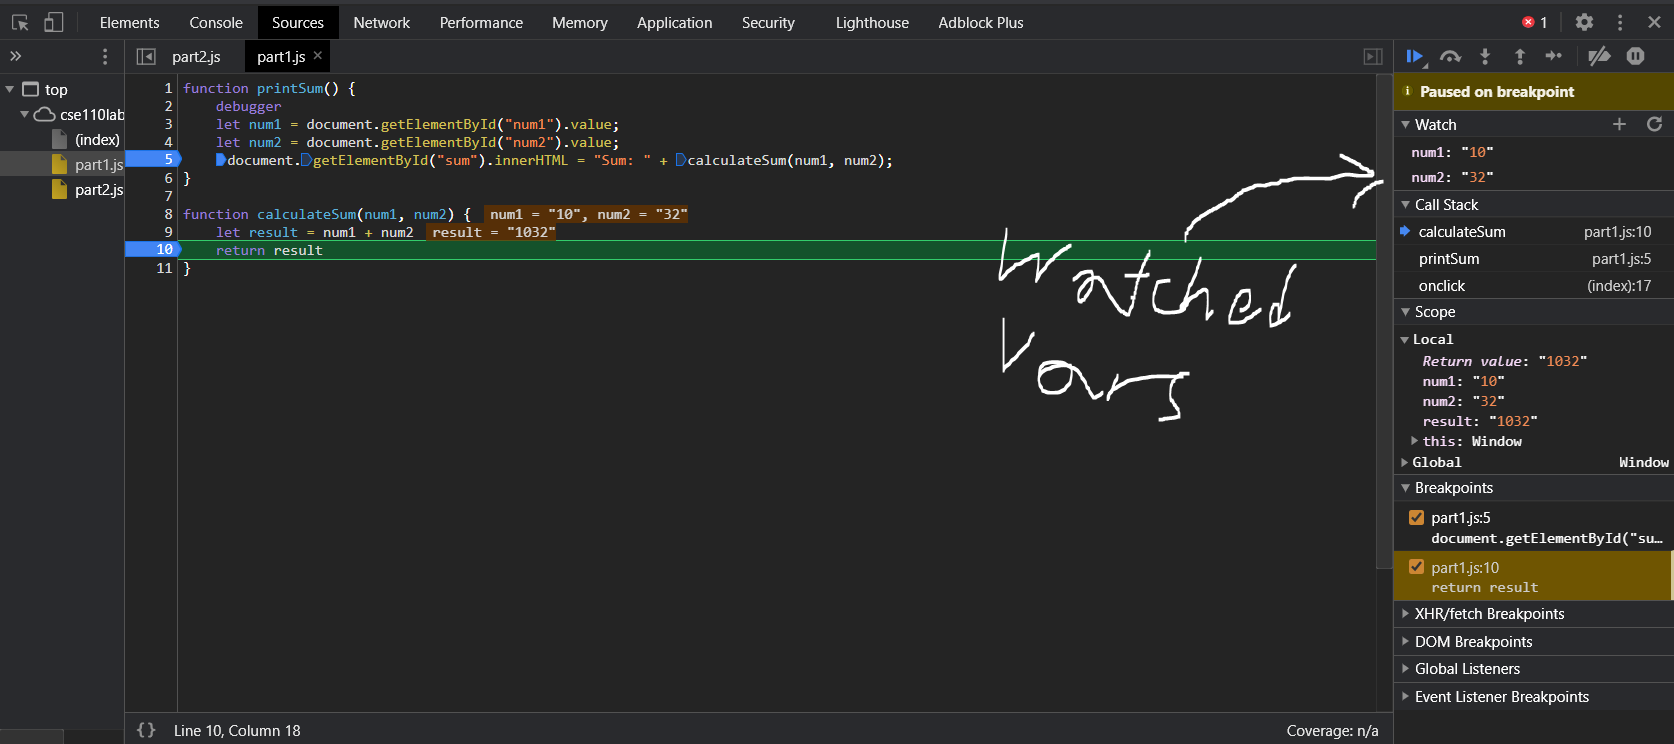 Elements Console Sources Network Performance Memory Application Security Lighthouse Adblock Plus 1
part2.js part1.js ×
top
cse110lab
(index)
part1.js
part2.js
1 function printSum() {
2 debugger
3 let num1 = document.getElementById("num1").value;
4 let num2 = document.getElementById("num2").value;
5 document.getElementById("sum").innerHTML = "Sum: " + calculateSum(num1, num2);
6 }
7
8 function calculateSum(num1, num2) { num1 = "10", num2 = "32"
9 let result = num1 + num2 result = "1032"
10 return result
11 }
Watched
Vars
{} Line 10, Column 18 Coverage: n/a
Paused on breakpoint
Watch
num1: "10"
num2: "32"
Call Stack
calculateSum part1.js:10
printSum part1.js:5
onclick (index):17
Scope
Local
Return value: "1032"
num1: "10"
num2: "32"
result: "1032"
this: Window
Global Window
Breakpoints
part1.js:5
document.getElementById("su…
part1.js:10
return result
XHR/fetch Breakpoints
DOM Breakpoints
Global Listeners
Event Listener Breakpoints